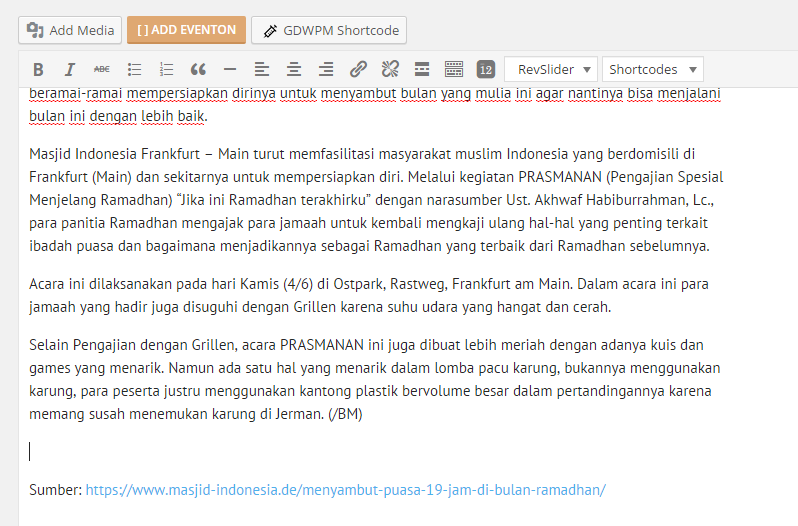 Add Media
[ ] ADD EVENTON
GDWPM Shortcode
B I ABC 12 RevSlider Shortcodes
beramai-ramai mempersiapkan dirinya untuk menyambut bulan yang mulia ini agar nantinya bisa menjalani
bulan ini dengan lebih baik.
Masjid Indonesia Frankfurt – Main turut memfasilitasi masyarakat muslim Indonesia yang berdomisili di
Frankfurt (Main) dan sekitarnya untuk mempersiapkan diri. Melalui kegiatan PRASMANAN (Pengajian Spesial
Menjelang Ramadhan) “Jika ini Ramadhan terakhirku” dengan narasumber Ust. Akhwaf Habiburrahman, Lc.,
para panitia Ramadhan mengajak para jamaah untuk kembali mengkaji ulang hal-hal yang penting terkait
ibadah puasa dan bagaimana menjadikannya sebagai Ramadhan yang terbaik dari Ramadhan sebelumnya.
Acara ini dilaksanakan pada hari Kamis (4/6) di Ostpark, Rastweg, Frankfurt am Main. Dalam acara ini para
jamaah yang hadir juga disuguhi dengan Grillen karena suhu udara yang hangat dan cerah.
Selain Pengajian dengan Grillen, acara PRASMANAN ini juga dibuat lebih meriah dengan adanya kuis dan
games yang menarik. Namun ada satu hal yang menarik dalam lomba pacu karung, bukannya menggunakan
karung, para peserta justru menggunakan kantong plastik bervolume besar dalam pertandingannya karena
memang susah menemukan karung di Jerman. (/BM)
Sumber: https://www.masjid-indonesia.de/menyambut-puasa-19-jam-di-bulan-ramadhan/